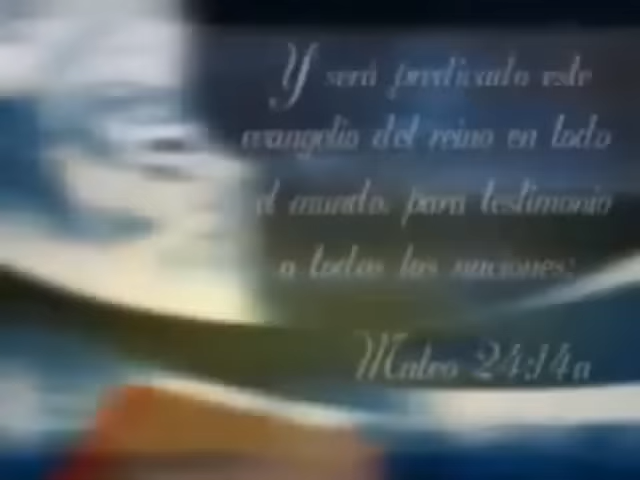 Y será predicado este
evangelio del reino en todo
el mundo, para testimonio
a todas las naciones;
Mateo 24:14a